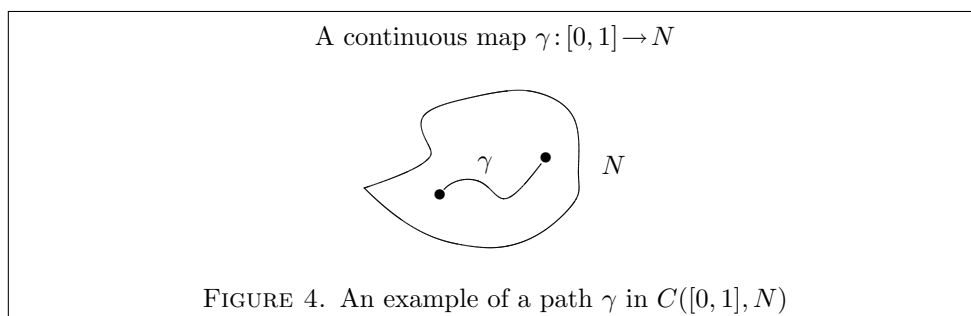 A continuous map γ: [0, 1] → N
γ
N
FIGURE 4. An example of a path γ in C([0, 1], N)